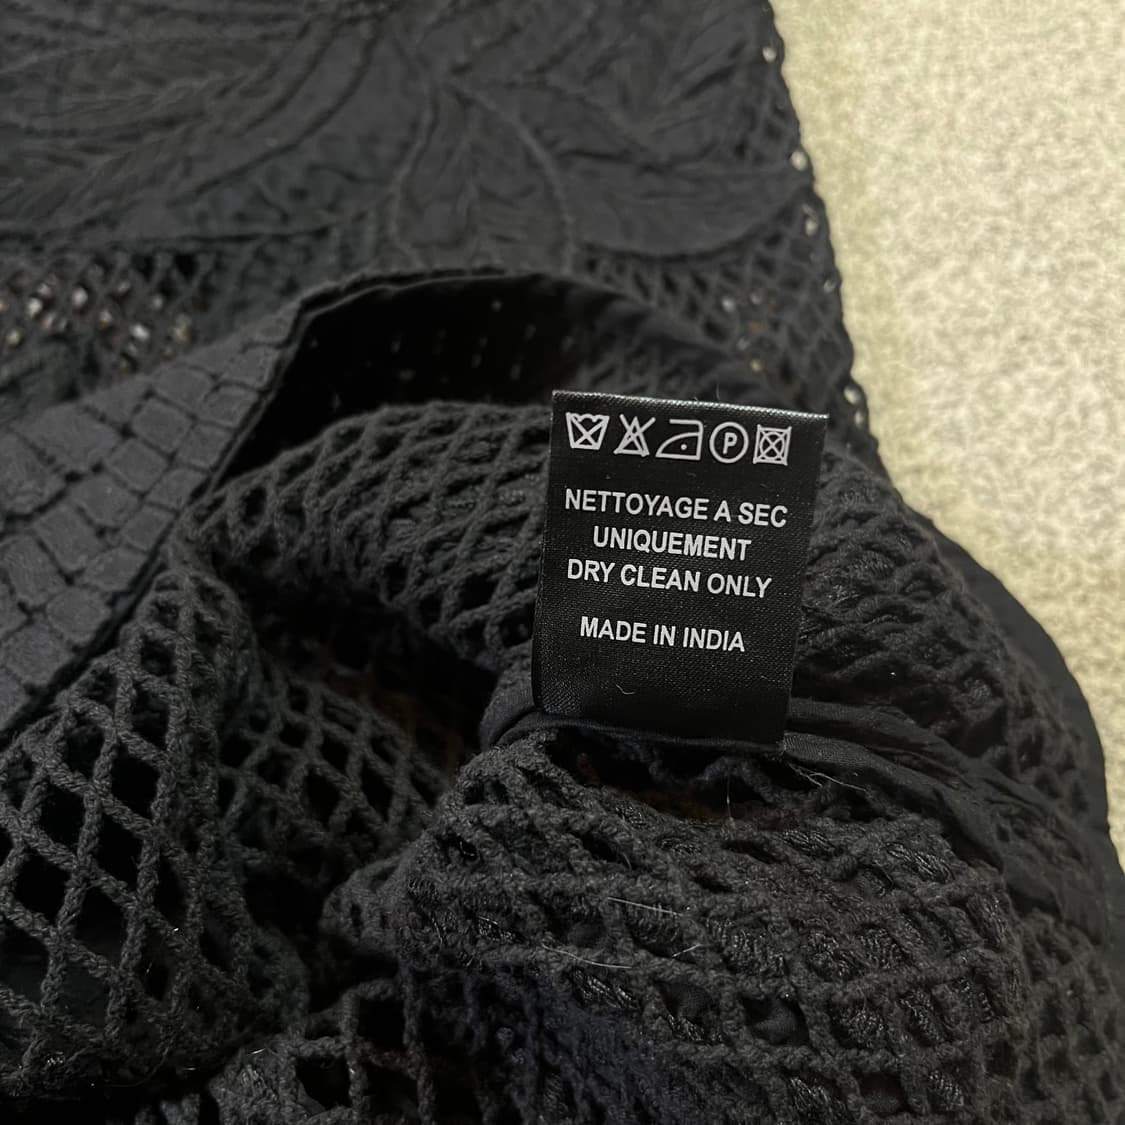 P
NETTOYAGE A SEC
UNIQUEMENT
DRY CLEAN ONLY
MADE IN INDIA